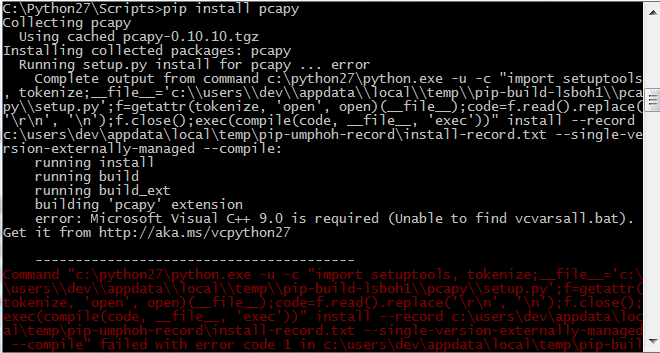 C:\Python27\Scripts>pip install pcapy
Collecting pcapy
  Using cached pcapy-0.10.10.tgz
Installing collected packages: pcapy
  Running setup.py install for pcapy ... error
    Complete output from command c:\python27\python.exe -u -c "import setuptools
, tokenize;__file__='c:\\users\\dev\\appdata\\local\\temp\\pip-build-lsboh1\\pca
py\\setup.py';f=getattr(tokenize, 'open', open)(__file__);code=f.read().replace(
'\r\n', '\n');f.close();exec(compile(code, __file__, 'exec'))" install --record
c:\users\dev\appdata\local\temp\pip-umphoh-record\install-record.txt --single-ve
rsion-externally-managed --compile:
    running install
    running build
    running build_ext
    building 'pcapy' extension
    error: Microsoft Visual C++ 9.0 is required (Unable to find vcvarsall.bat).
Get it from http://aka.ms/vcpython27

    ----------------------------------------
Command "c:\python27\python.exe -u -c "import setuptools, tokenize;__file__='c:\
\users\\dev\\appdata\\local\\temp\\pip-build-lsboh1\\pcapy\\setup.py';f=getattr(
tokenize, 'open', open)(__file__);code=f.read().replace('\r\n', '\n');f.close();
exec(compile(code, __file__, 'exec'))" install --record c:\users\dev\appdata\loc
al\temp\pip-umphoh-record\install-record.txt --single-version-externally-managed
 --compile" failed with error code 1 in c:\users\dev\appdata\local\temp\pip-buil